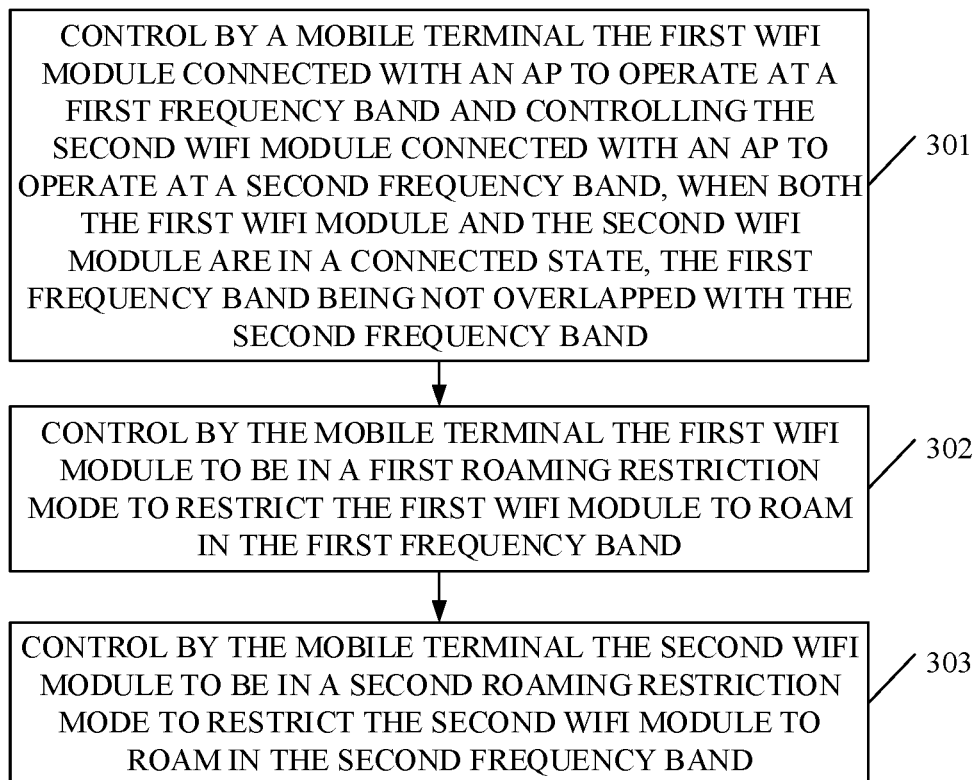 CONTROL BY A MOBILE TERMINAL THE FIRST WIFI
MODULE CONNECTED WITH AN AP TO OPERATE AT A
FIRST FREQUENCY BAND AND CONTROLLING THE
SECOND WIFI MODULE CONNECTED WITH AN AP TO
OPERATE AT A SECOND FREQUENCY BAND, WHEN BOTH
THE FIRST WIFI MODULE AND THE SECOND WIFI
MODULE ARE IN A CONNECTED STATE, THE FIRST
FREQUENCY BAND BEING NOT OVERLAPPED WITH THE
SECOND FREQUENCY BAND
301
CONTROL BY THE MOBILE TERMINAL THE FIRST WIFI
MODULE TO BE IN A FIRST ROAMING RESTRICTION
MODE TO RESTRICT THE FIRST WIFI MODULE TO ROAM
IN THE FIRST FREQUENCY BAND
302
CONTROL BY THE MOBILE TERMINAL THE SECOND WIFI
MODULE TO BE IN A SECOND ROAMING RESTRICTION
MODE TO RESTRICT THE SECOND WIFI MODULE TO
ROAM IN THE SECOND FREQUENCY BAND
303